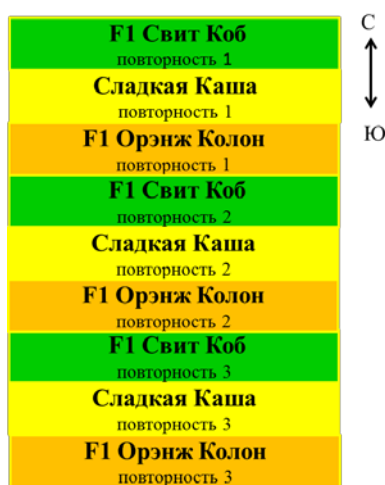 F1 Свит Коб
повторность 1
Сладкая Каша
повторность 1
F1 Орэнж Колон
повторность 1
F1 Свит Коб
повторность 2
Сладкая Каша
повторность 2
F1 Орэнж Колон
повторность 2
F1 Свит Коб
повторность 3
Сладкая Каша
повторность 3
F1 Орэнж Колон
повторность 3
С
Ю